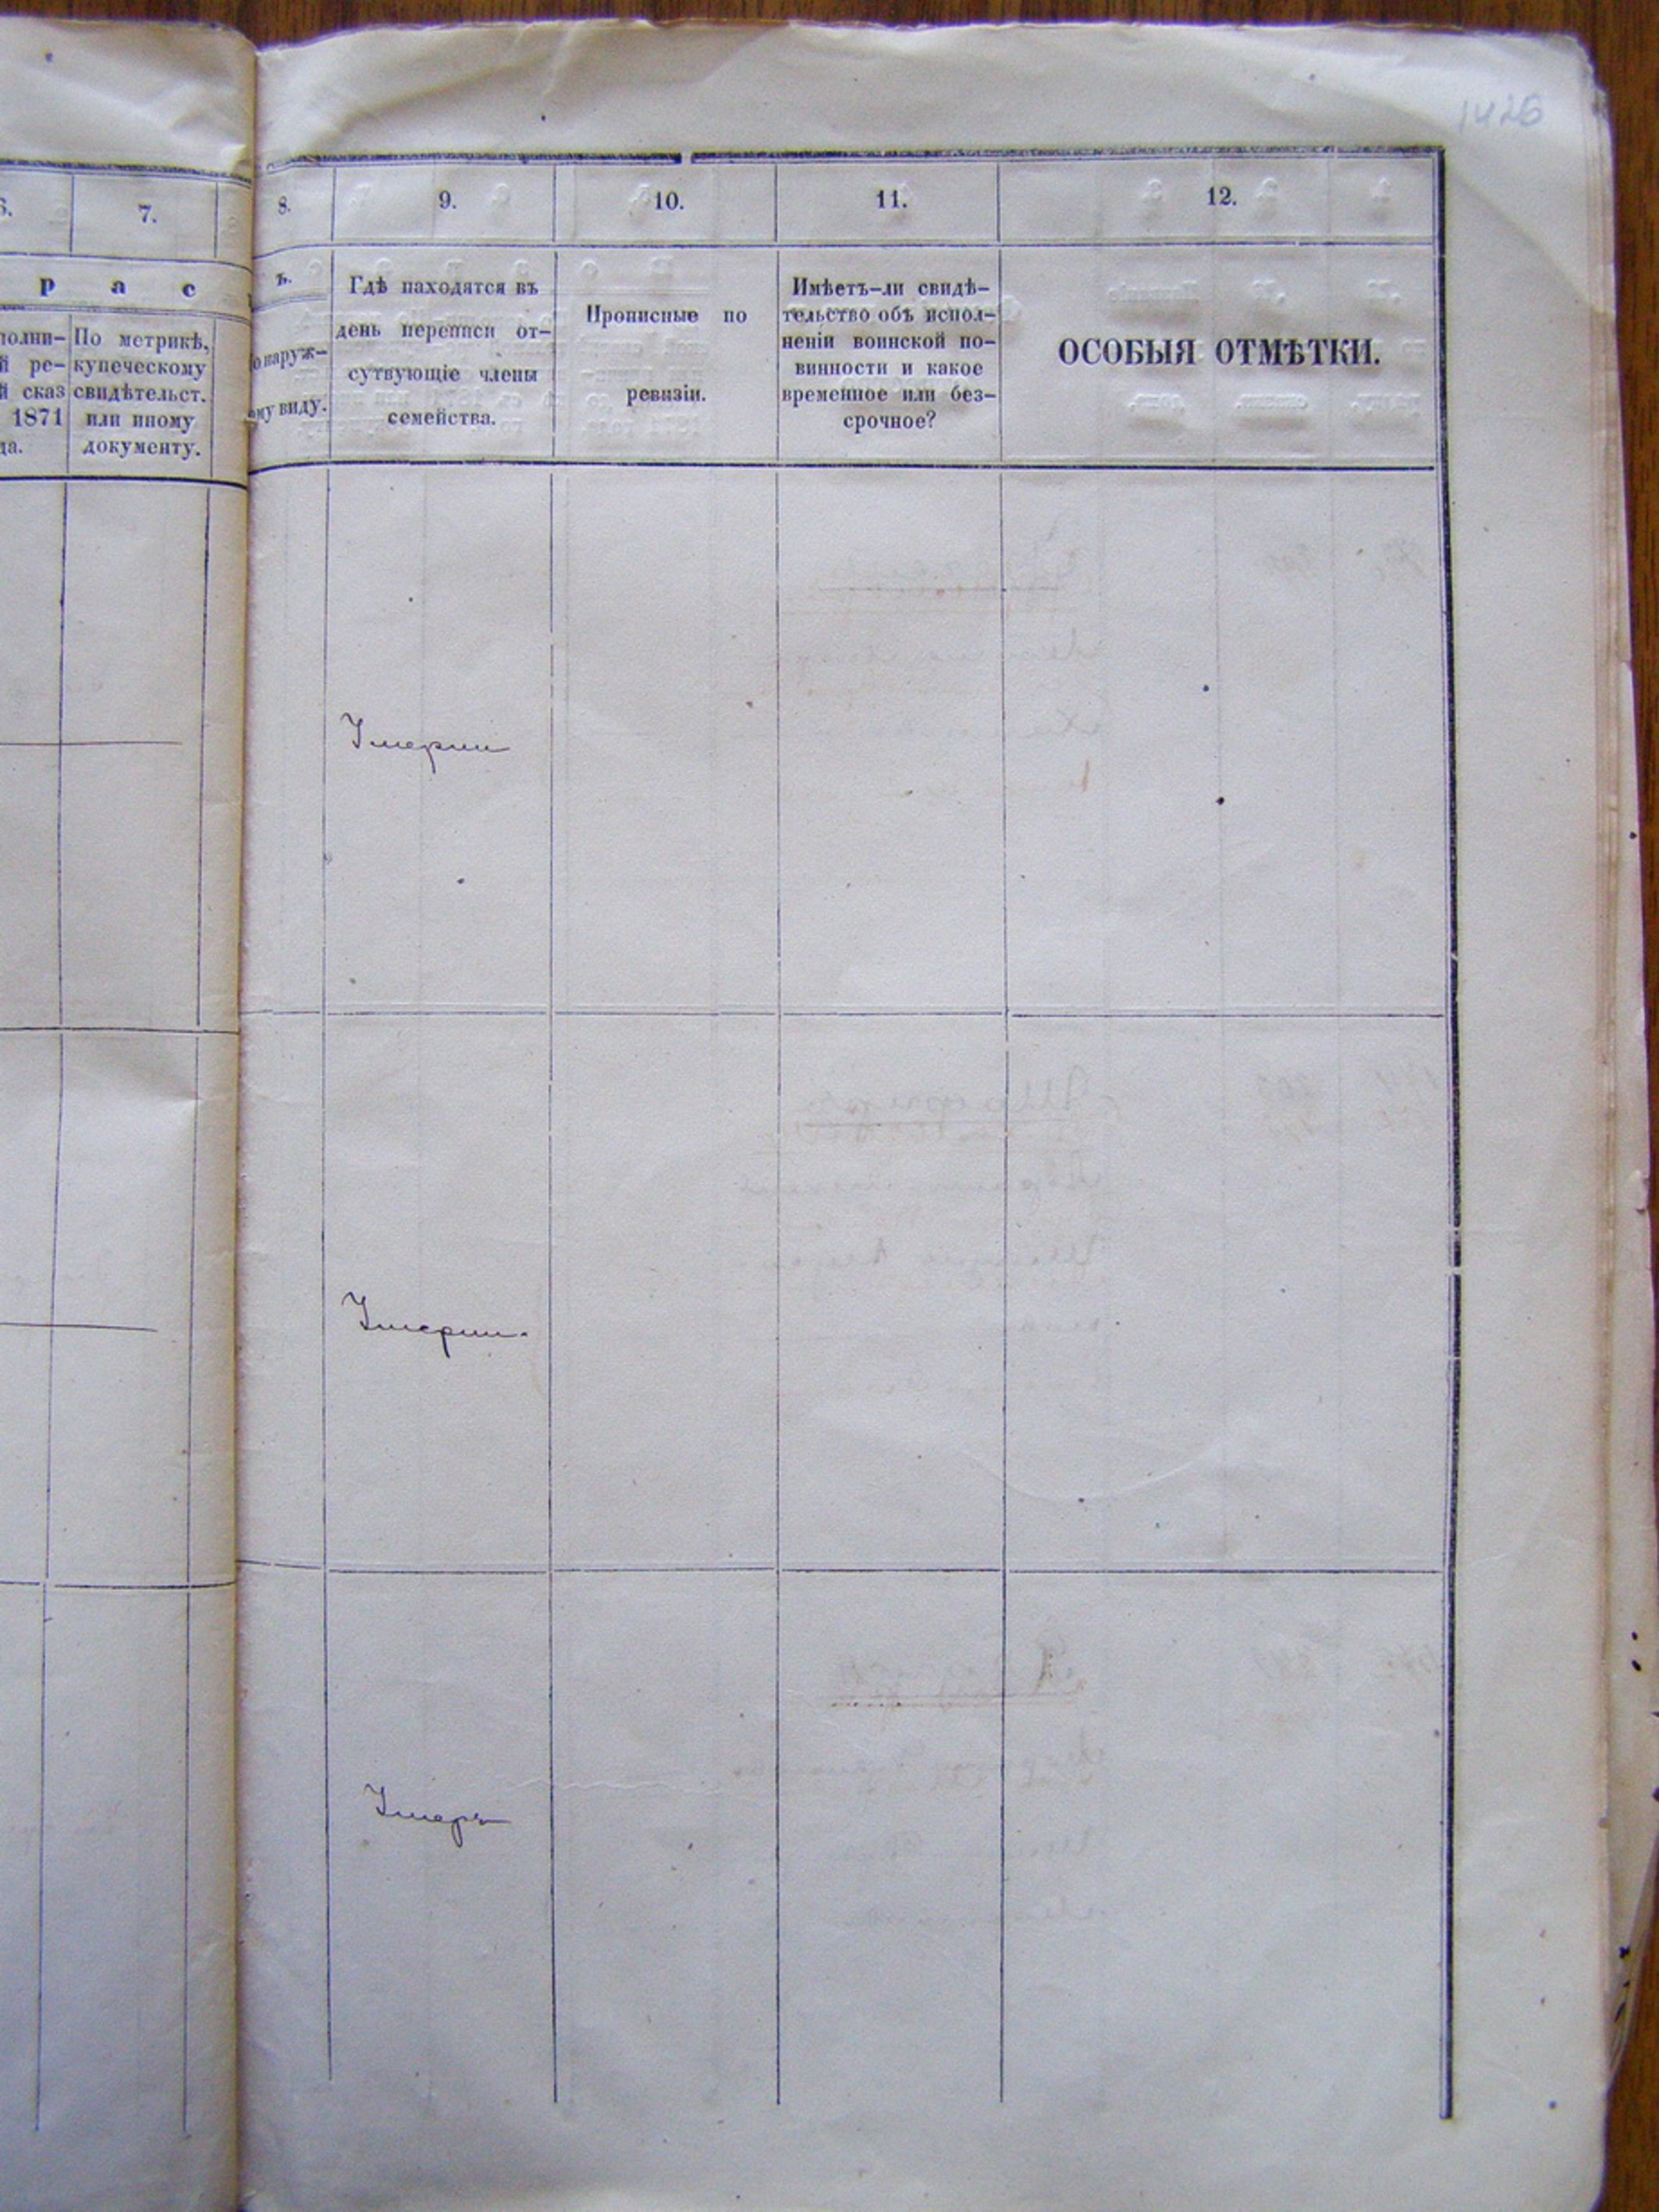 1426
6.
7.
8.
9.
10.
11.
12.
р а с
ъ.
полни-
й ре-
й сказ
1871
да.
По метрикѣ,
купеческому
свидѣтельст.
или иному
документу.
о наруж-
ому виду.
Гдѣ находятся въ
день переписи от-
сутвующіе члены
семейства.
Прописные по
ревизіи.
Имѣетъ-ли свидѣ-
тельство объ испол-
неніи воинской по-
винности и какое
временное или без-
срочное?
ОСОБЫЯ ОТМѢТКИ.
Умерли
Умерли.
Умеръ